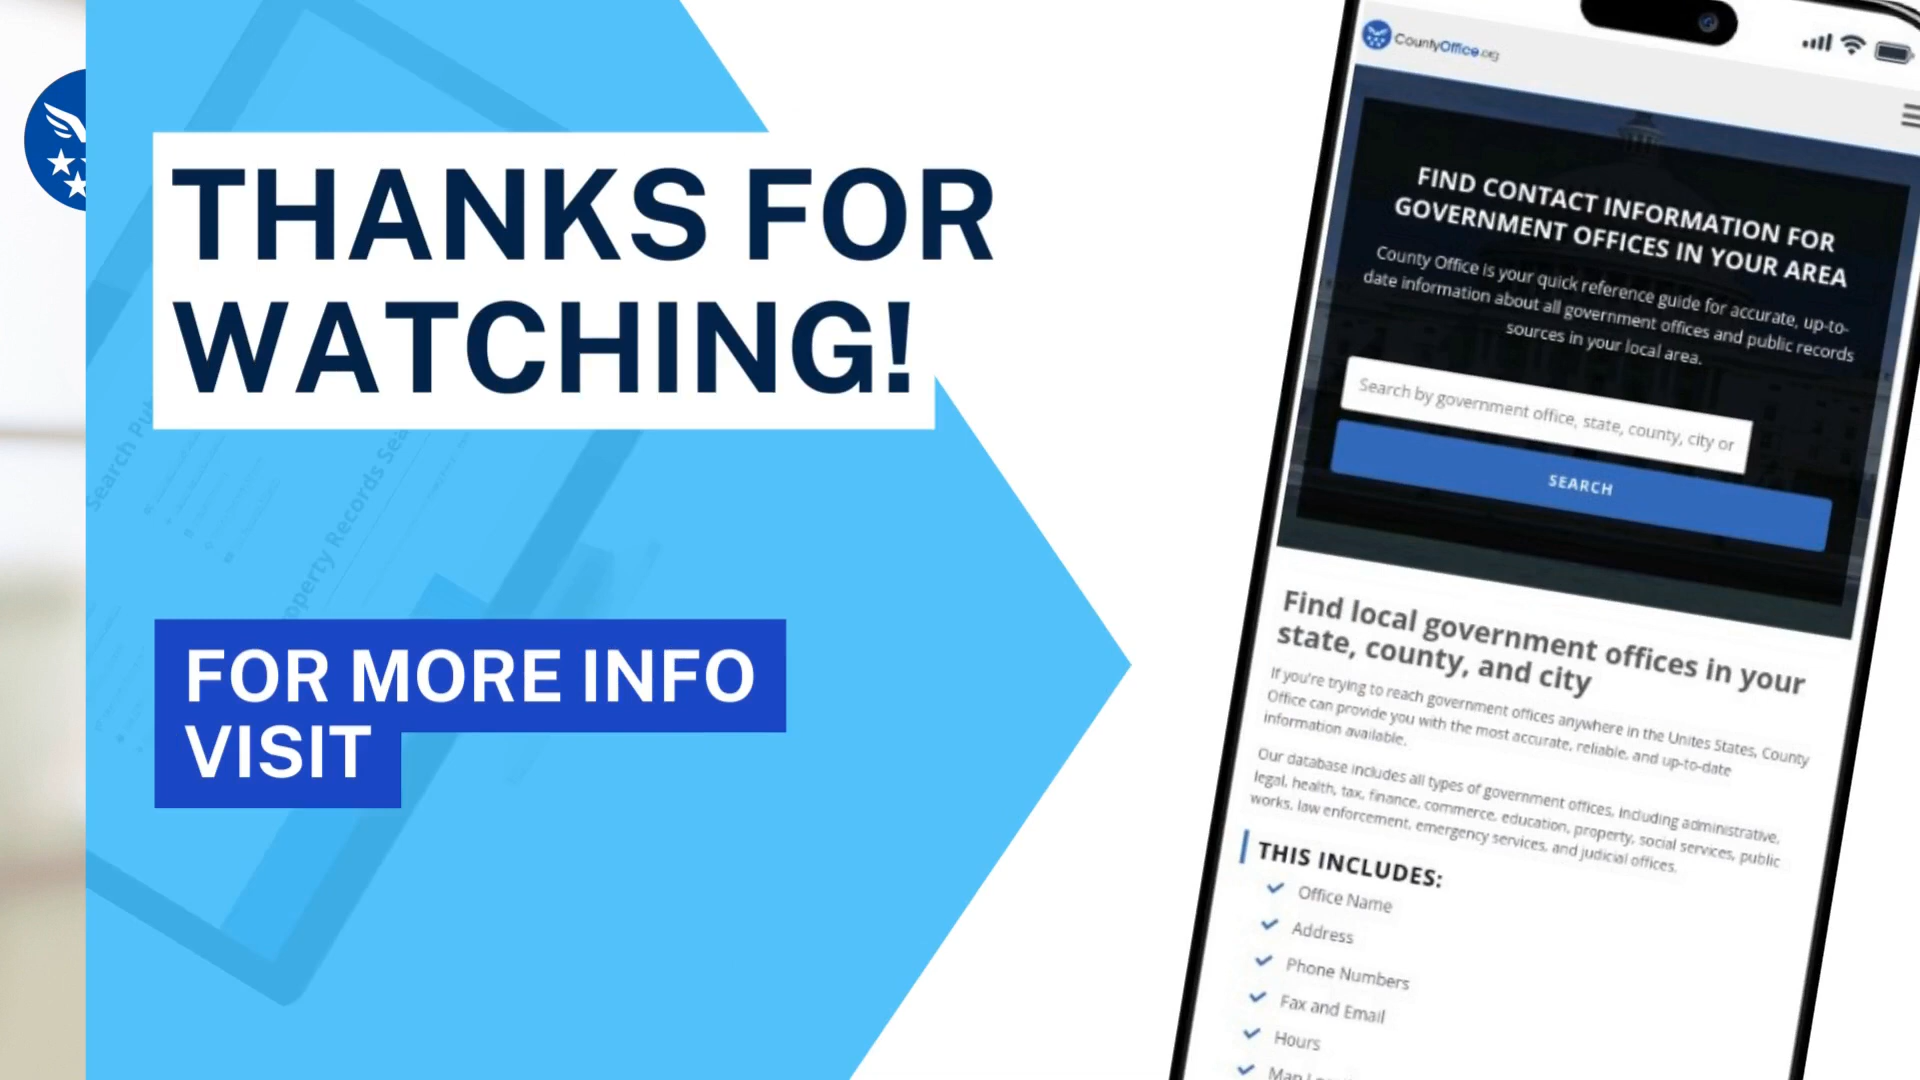 THANKS FOR
WATCHING!
FOR MORE INFO
VISIT
Search
Property Records
CountyOffice.org
FIND CONTACT INFORMATION FOR
GOVERNMENT OFFICES IN YOUR AREA
County Office is your quick reference guide for accurate, up-to-
date information about all government offices and public records
sources in your local area.
Search by government office, state, county, city or
SEARCH
Find local government offices in your
state, county, and city
If you're trying to reach government offices anywhere in the Unites States, County
Office can provide you with the most accurate, reliable, and up-to-date
information available.
Our database includes all types of government offices, including administrative,
legal, health, tax, finance, commerce, education, property, social services, public
works, law enforcement, emergency services, and judicial offices.
THIS INCLUDES:
Office Name
Address
Phone Numbers
Fax and Email
Hours
Map